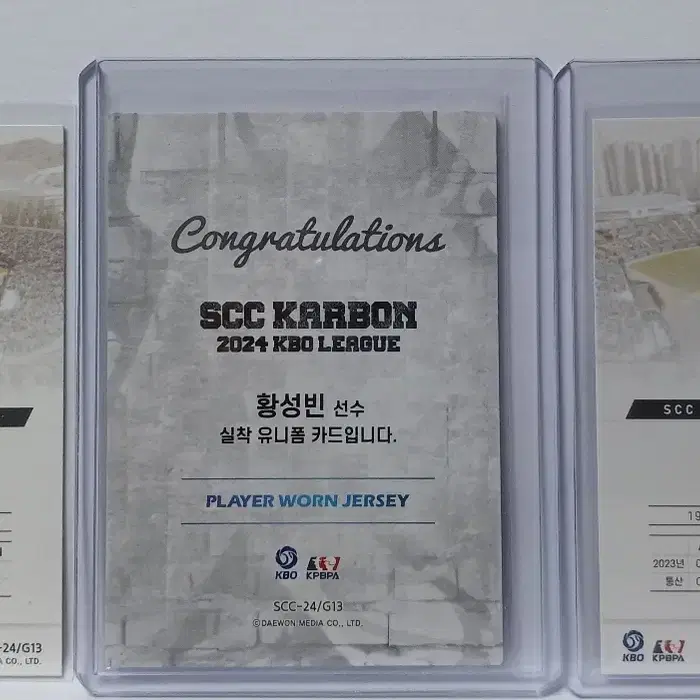 Congratulations
SCC KARBON
2024 KBO LEAGUE
황성빈 선수
실착 유니폼 카드입니다.
PLAYER WORN JERSEY
KBO KPBPA
SCC-24/G13
©DAEWON MEDIA CO., LTD.
-24/G13
CO., LTD.
SCC
19
2023년
통산
KBO KPBPA